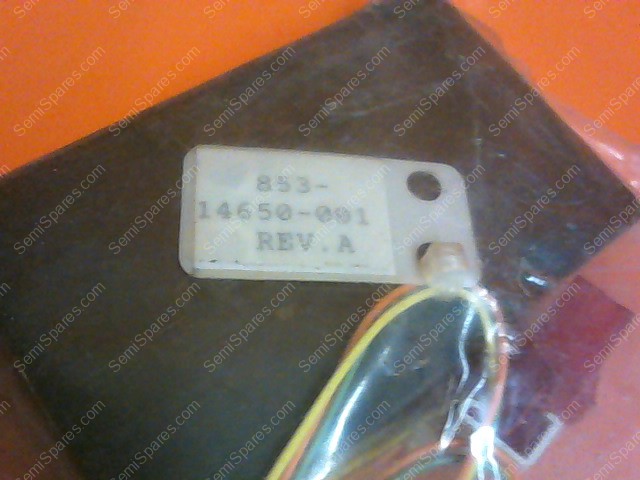 853-
14650-001
REV.A
SemiSpares.com